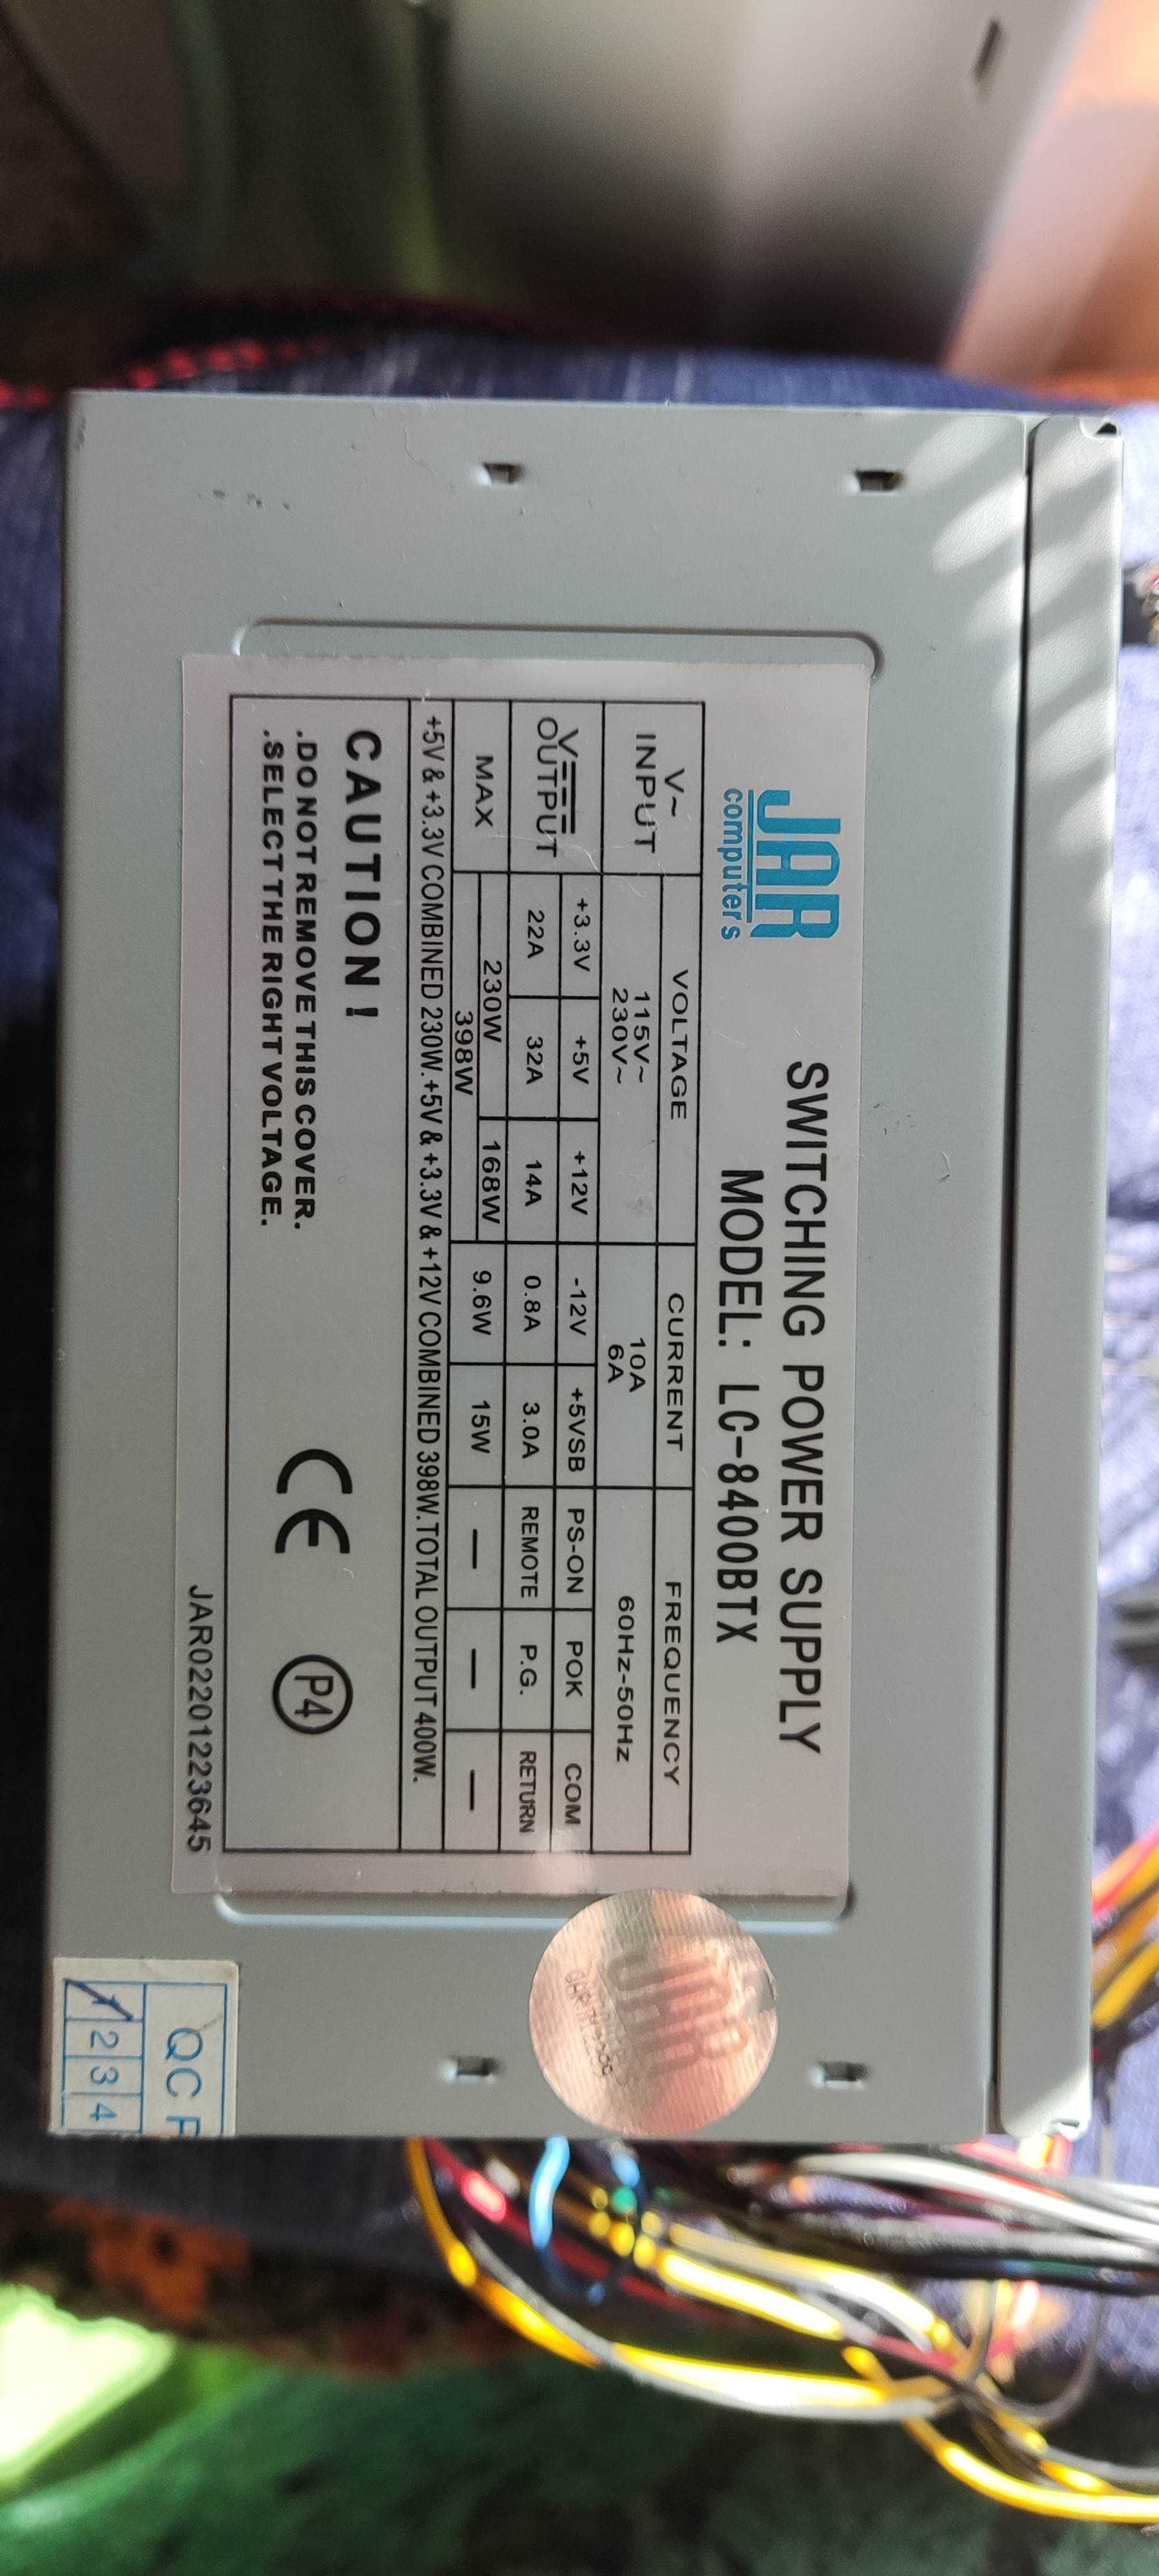 JAR
computers
SWITCHING POWER SUPPLY
MODEL: LC-8400BTX
V~
INPUT
VOLTAGE
CURRENT
FREQUENCY
115V~
230V~
10A
6A
60Hz-50Hz
V
OUTPUT
+3.3V +5V +12V -12V +5VSB PS-ON POK COM
22A 32A 14A 0.8A 3.0A REMOTE P.G. RETURN
MAX
230W 168W 9.6W 15W — — —
398W
+5V & +3.3V COMBINED 230W.+5V & +3.3V & +12V COMBINED 398W.TOTAL OUTPUT 400W.
CAUTION !
.DO NOT REMOVE THIS COVER.
.SELECT THE RIGHT VOLTAGE.
CE P4
JAR02201223645
JAR
QC
1 2 3 4